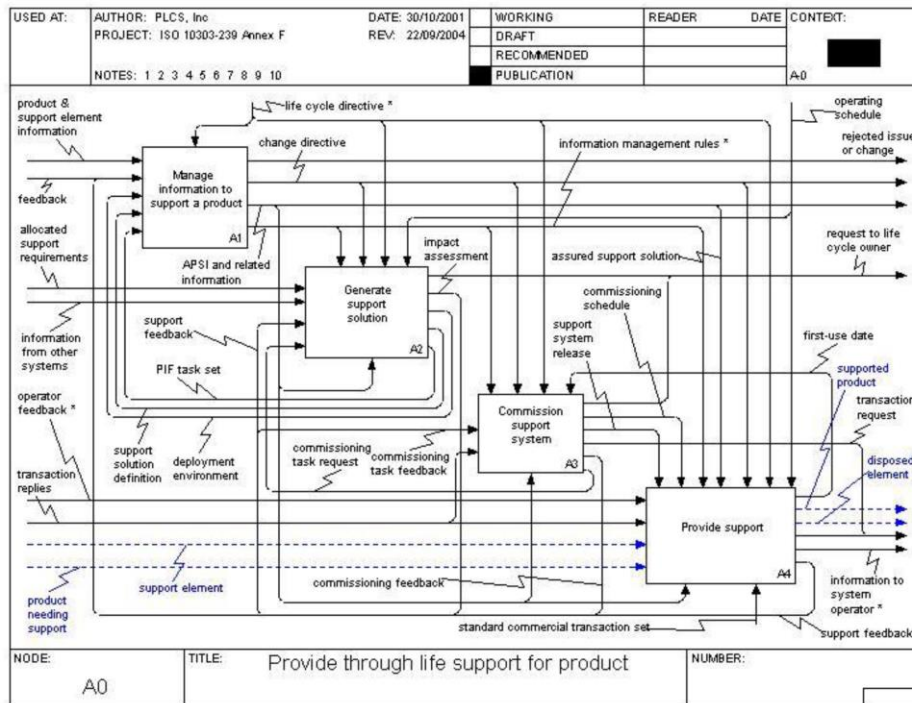 USED AT:
AUTHOR: PLCS, Inc
DATE: 30/10/2001
PROJECT: ISO 10303-239 Annex F
REV: 22/09/2004
NOTES: 1 2 3 4 5 6 7 8 9 10
WORKING
DRAFT
RECOMMENDED
PUBLICATION
READER
DATE
CONTEXT:
A-0
product &
support element
information
life cycle directive *
operating
schedule
change directive
information management rules *
rejected issue
or change
Manage
information to
support a product
A1
feedback
allocated
support
requirements
APSI and related
information
impact
assessment
assured support solution
request to life
cycle owner
Generate
support
solution
A2
commissioning
schedule
support
feedback
support
system
release
first-use date
information
from other
systems
PIF task set
supported
product
operator
feedback *
Commission
support
system
A3
transaction
request
support
solution
definition
deployment
environment
commissioning
task request
commissioning
task feedback
disposed
element
transaction
replies
Provide support
A4
support element
commissioning feedback
product
needing
support
information to
system
operator *
standard commercial transaction set
support feedback
NODE:
A0
TITLE:
Provide through life support for product
NUMBER: